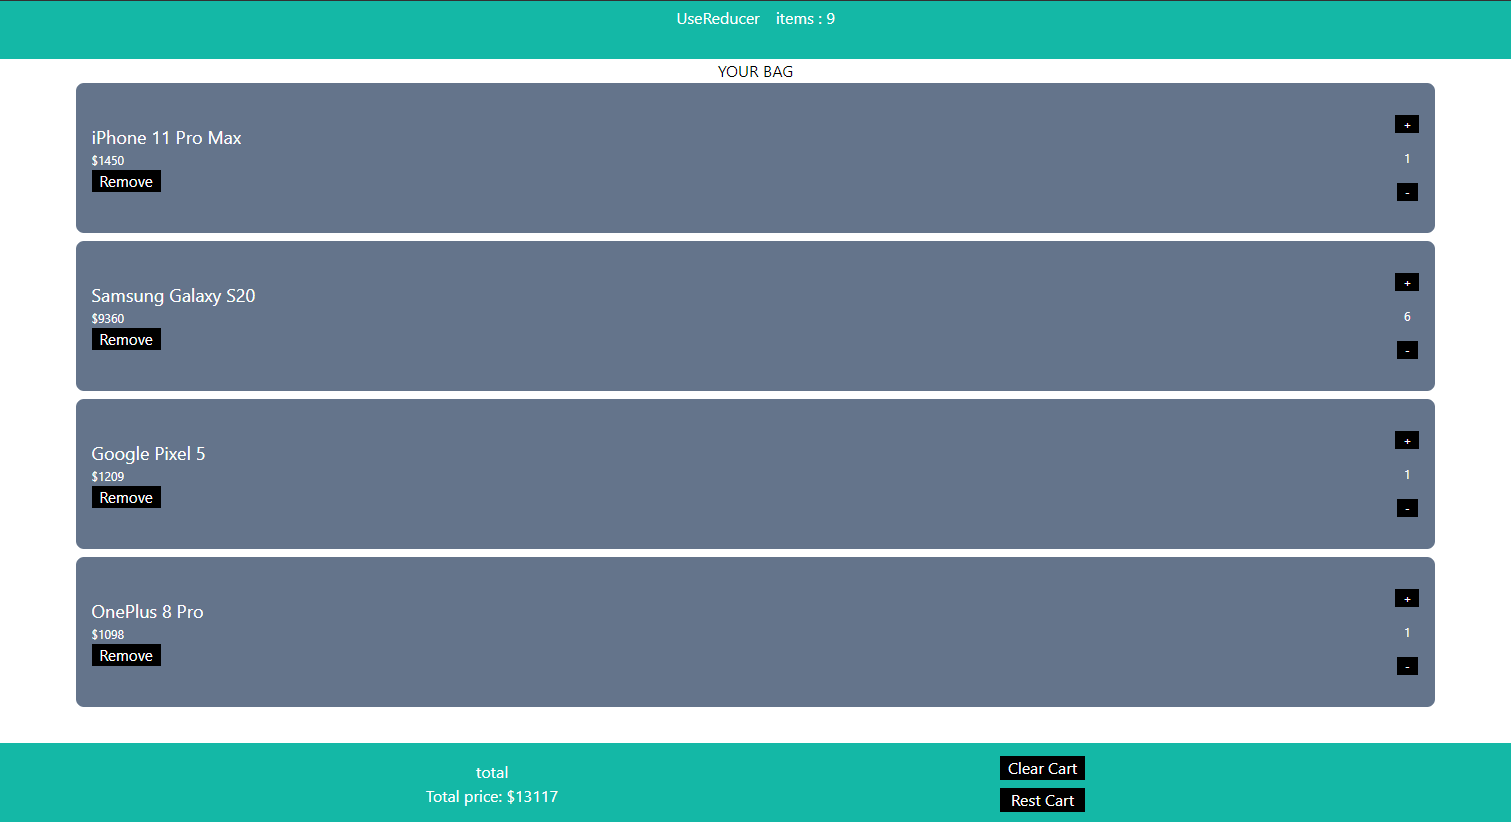 UseReducer items : 9
YOUR BAG
iPhone 11 Pro Max
$1450
Remove
+
1
-
Samsung Galaxy S20
$9360
Remove
+
6
-
Google Pixel 5
$1209
Remove
+
1
-
OnePlus 8 Pro
$1098
Remove
+
1
-
total
Total price: $13117
Clear Cart
Rest Cart